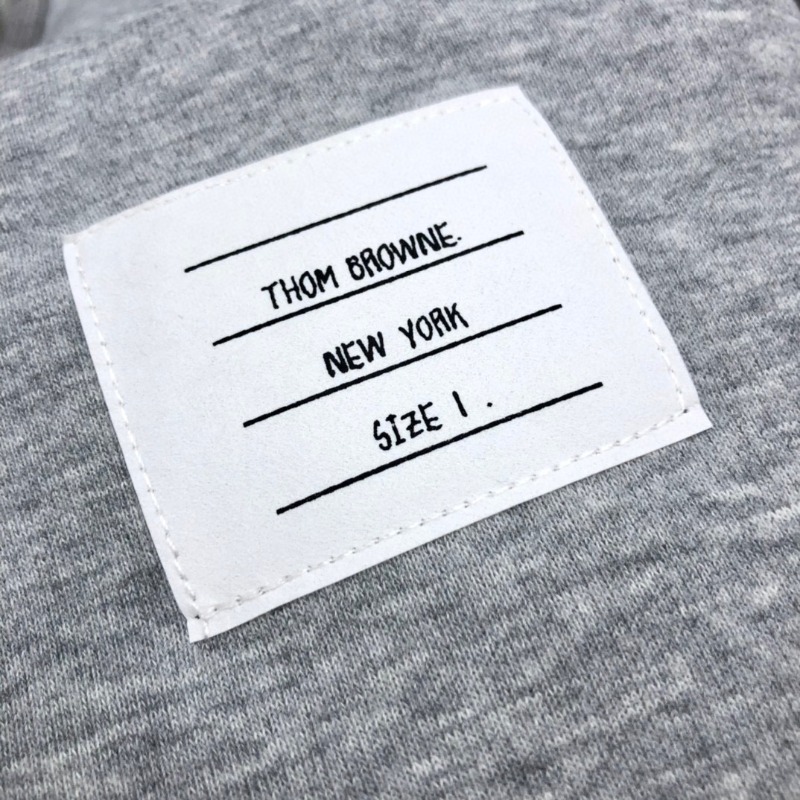 THOM BROWNE.
NEW YORK
SIZE 1 .